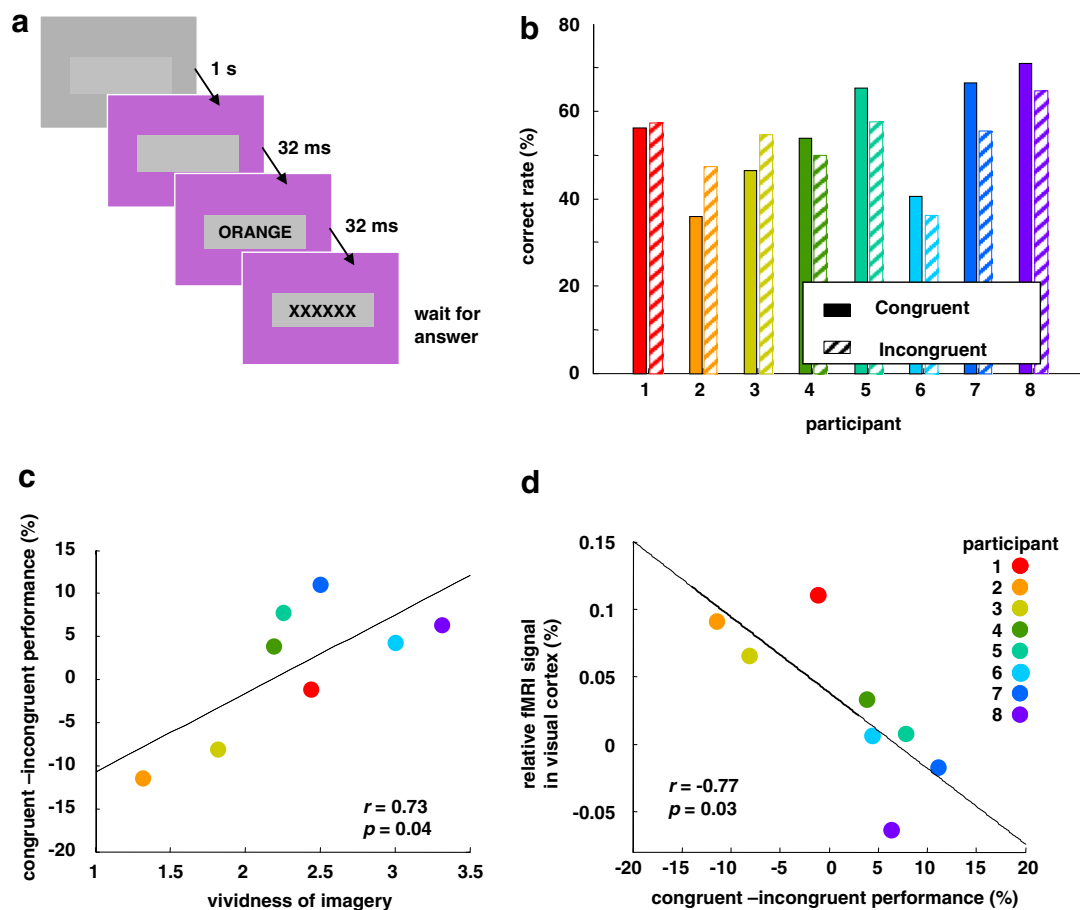 a
1 s
32 ms
ORANGE
32 ms
XXXXXX
wait for
answer
b
correct rate (%)
80
60
40
20
0
Congruent
Incongruent
1 2 3 4 5 6 7 8
participant
c
congruent –incongruent performance (%)
15
10
5
0
-5
-10
-15
-20
r = 0.73
p = 0.04
1 1.5 2 2.5 3 3.5
vividness of imagery
d
relative fMRI signal
in visual cortex (%)
0.15
0.1
0.05
0
-0.05
r = -0.77
p = 0.03
-20 -15 -10 -5 0 5 10 15 20
congruent –incongruent performance (%)
participant
1
2
3
4
5
6
7
8